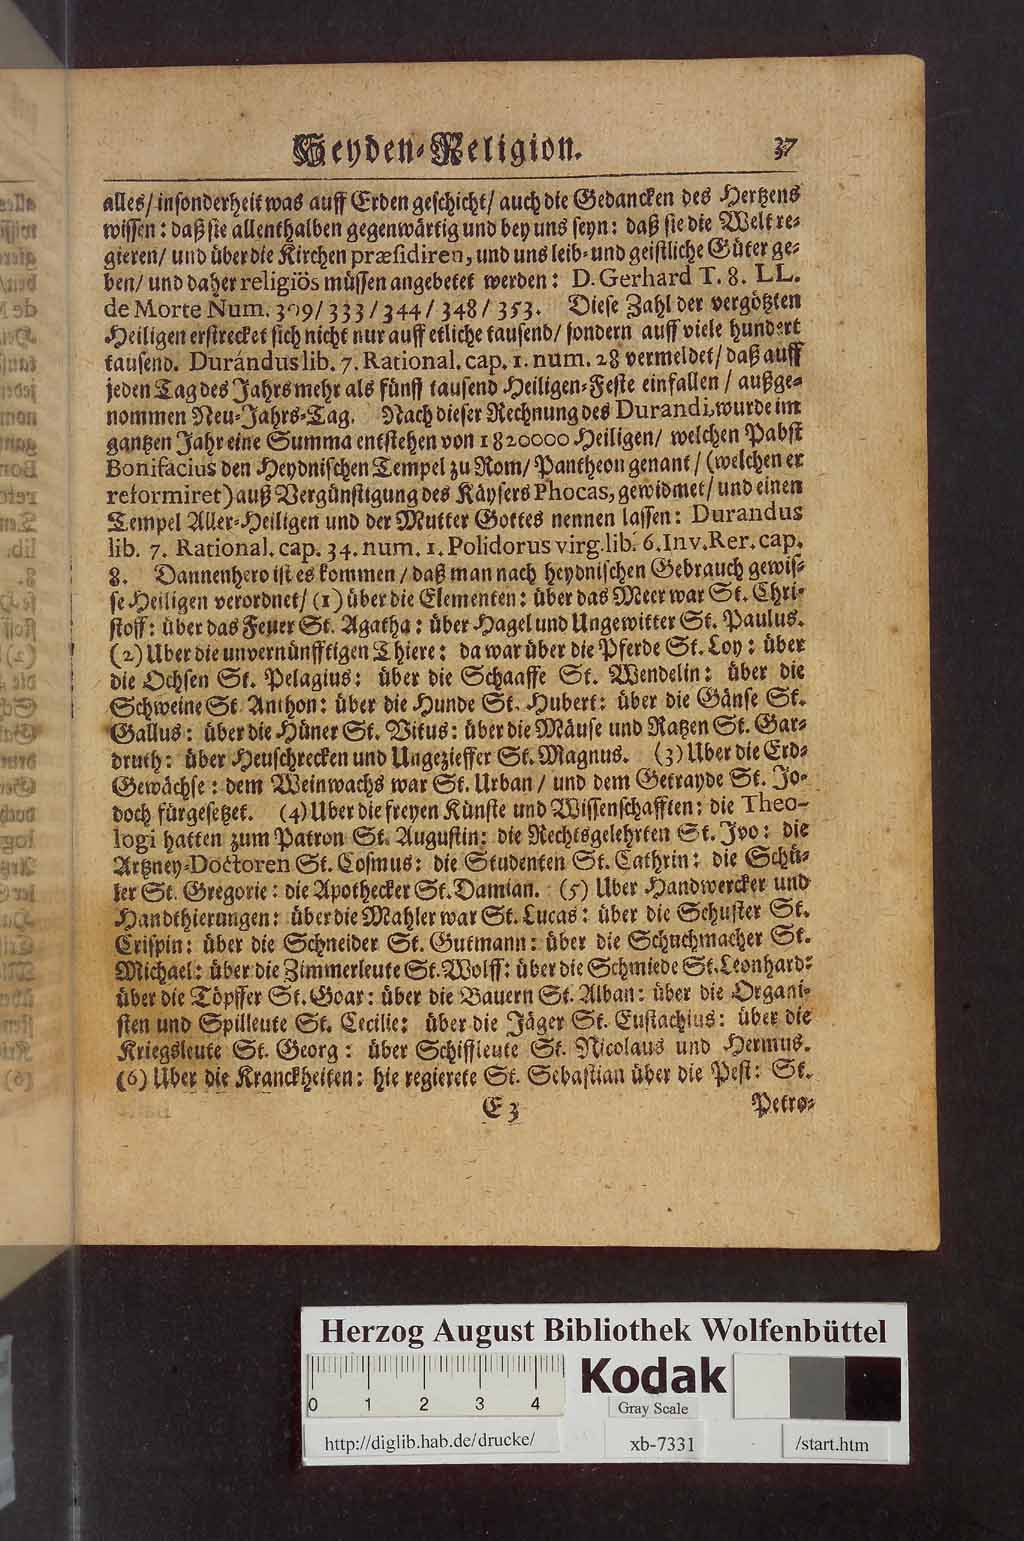 Heyden-Religion. 37
alles/ insonderheit was auff Erden geschicht/ auch die Gedancken des Hertzens
wissen: daß sie allenthalben gegenwärtig und bey uns seyn: daß sie die Welt re-
gieren/ und über die Kirchen præsidiren, und uns leib- und geistliche Güter ge-
ben/ und daher religiös müssen angebetet werden: D. Gerhard T. 8. LL.
de Morte Num. 309/ 333/ 344/ 348/ 353. Diese Zahl der vergötzten
Heiligen erstrecket sich nicht nur auff etliche tausend/ sondern auff viele hundert
tausend. Durándus lib. 7. Rational. cap. 1. num. 28 vermeldet/ daß auff
jeden Tag des Jahrs mehr als fünff tausend Heiligen-Feste einfallen/ außge-
nommen Neu-Jahrs-Tag. Nach dieser Rechnung des Durandi, wurde im
gantzen Jahr eine Summa entstehen von 1820000 Heiligen/ welchen Pabst
Bonifacius den Heydnischen Tempel zu Rom/ Pantheon genant/ (welchen er
reformiret) auß Vergünstigung des Käysers Phocas, gewidmet/ und einen
Tempel Aller-Heiligen und der Mutter Gottes nennen lassen: Durandus
lib. 7. Rational. cap. 34. num. 1. Polidorus virg. lib. 6. Inv. Rer. cap.
8. Dannenhero ist es kommen/ daß man nach heydnischen Gebrauch gewis-
se Heiligen verordnet/ (1) über die Elementen: über das Meer war St. Chri-
stoff: über das Feuer St. Agatha: über Hagel und Ungewitter St. Paulus.
(2) Uber die unvernünfftigen Thiere: da war über die Pferde St. Loy: über
die Ochsen St. Pelagius: über die Schaaffe St. Wendelin: über die
Schweine St. Anthon: über die Hunde St. Hubert: über die Gänse St.
Gallus: über die Hüner St. Vitus: über die Mäuse und Ratzen St. Gar-
druth: über Heuschrecken und Ungezieffer St. Magnus. (3) Uber die Erd-
Gewächse: dem Weinwachs war St. Urban/ und dem Getrayde St. Jo-
doch fürgesetzet. (4) Uber die freyen Künste und Wissenschafften: die Theo-
logi hatten zum Patron St. Augustin: die Rechtsgelehrten St. Jvo: die
Artzney-Doctoren St. Cosmus: die Studenten St. Cathrin: die Schü-
ler St. Gregorie: die Apothecker St. Damian. (5) Uber Handwercker und
Handthierungen: über die Mahler war St. Lucas: über die Schuster St.
Crispin: über die Schneider St. Gutmann: über die Schuchmacher St.
Michael: über die Zimmerleute St. Wolff: über die Schmiede St. Leonhard:
über die Töpffer St. Goar: über die Bauern St. Alban: über die Organi-
sten und Spilleute St. Cecilie: über die Jäger St. Eustachius: über die
Kriegsleute St. Georg: über Schiffleute St. Nicolaus und Hermus.
(6) Uber die Kranckheiten: hie regierete St. Sebastian über die Pest: St.
E 3 Petro-
Herzog August Bibliothek Wolfenbüttel
Kodak
0 1 2 3 4
Gray Scale
http://diglib.hab.de/drucke/ xb-7331 /start.htm